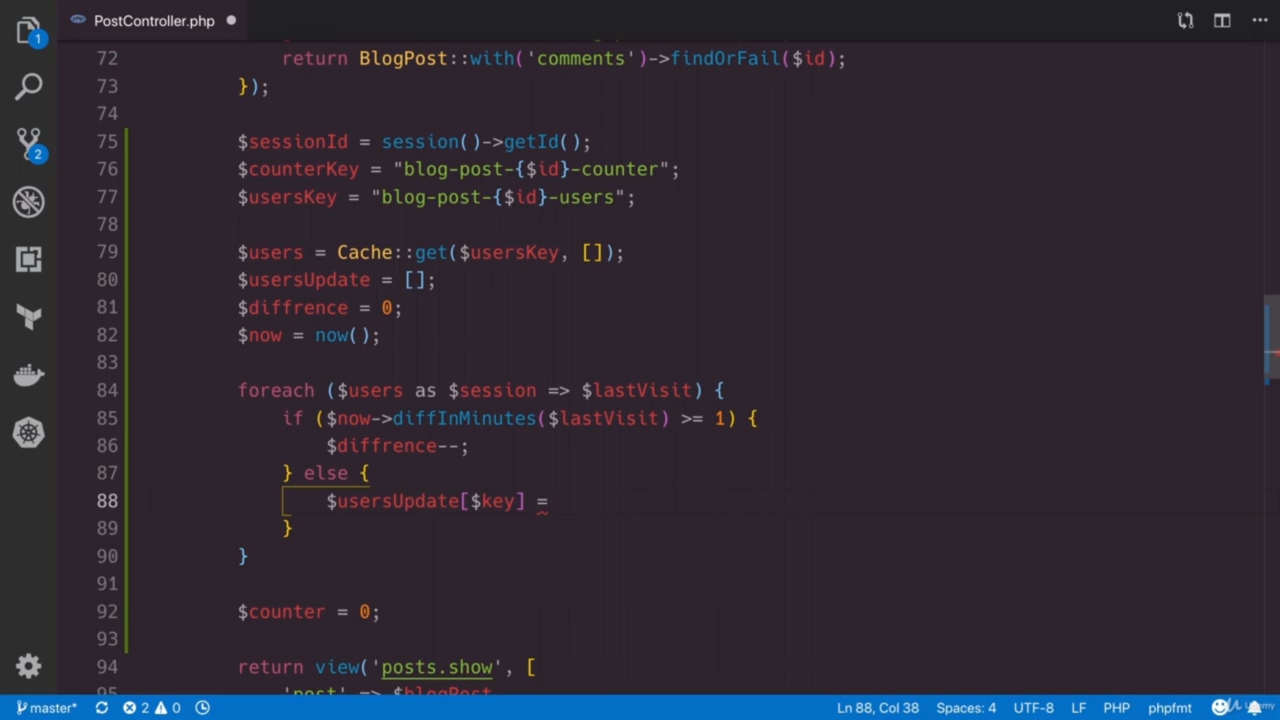 PostController.php
1
72 return BlogPost::with('comments')->findOrFail($id);
73 });
74
75 $sessionId = session()->getId();
76 $counterKey = "blog-post-{$id}-counter";
77 $usersKey = "blog-post-{$id}-users";
78
79 $users = Cache::get($usersKey, []);
80 $usersUpdate = [];
81 $diffrence = 0;
82 $now = now();
83
84 foreach ($users as $session => $lastVisit) {
85 if ($now->diffInMinutes($lastVisit) >= 1) {
86 $diffrence--;
87 } else {
88 $usersUpdate[$key] =
89 }
90 }
91
92 $counter = 0;
93
94 return view('posts.show', [
95 'post' => $blogPost
2
master* 2 0 Ln 88, Col 38 Spaces: 4 UTF-8 LF PHP phpfmt Udemy